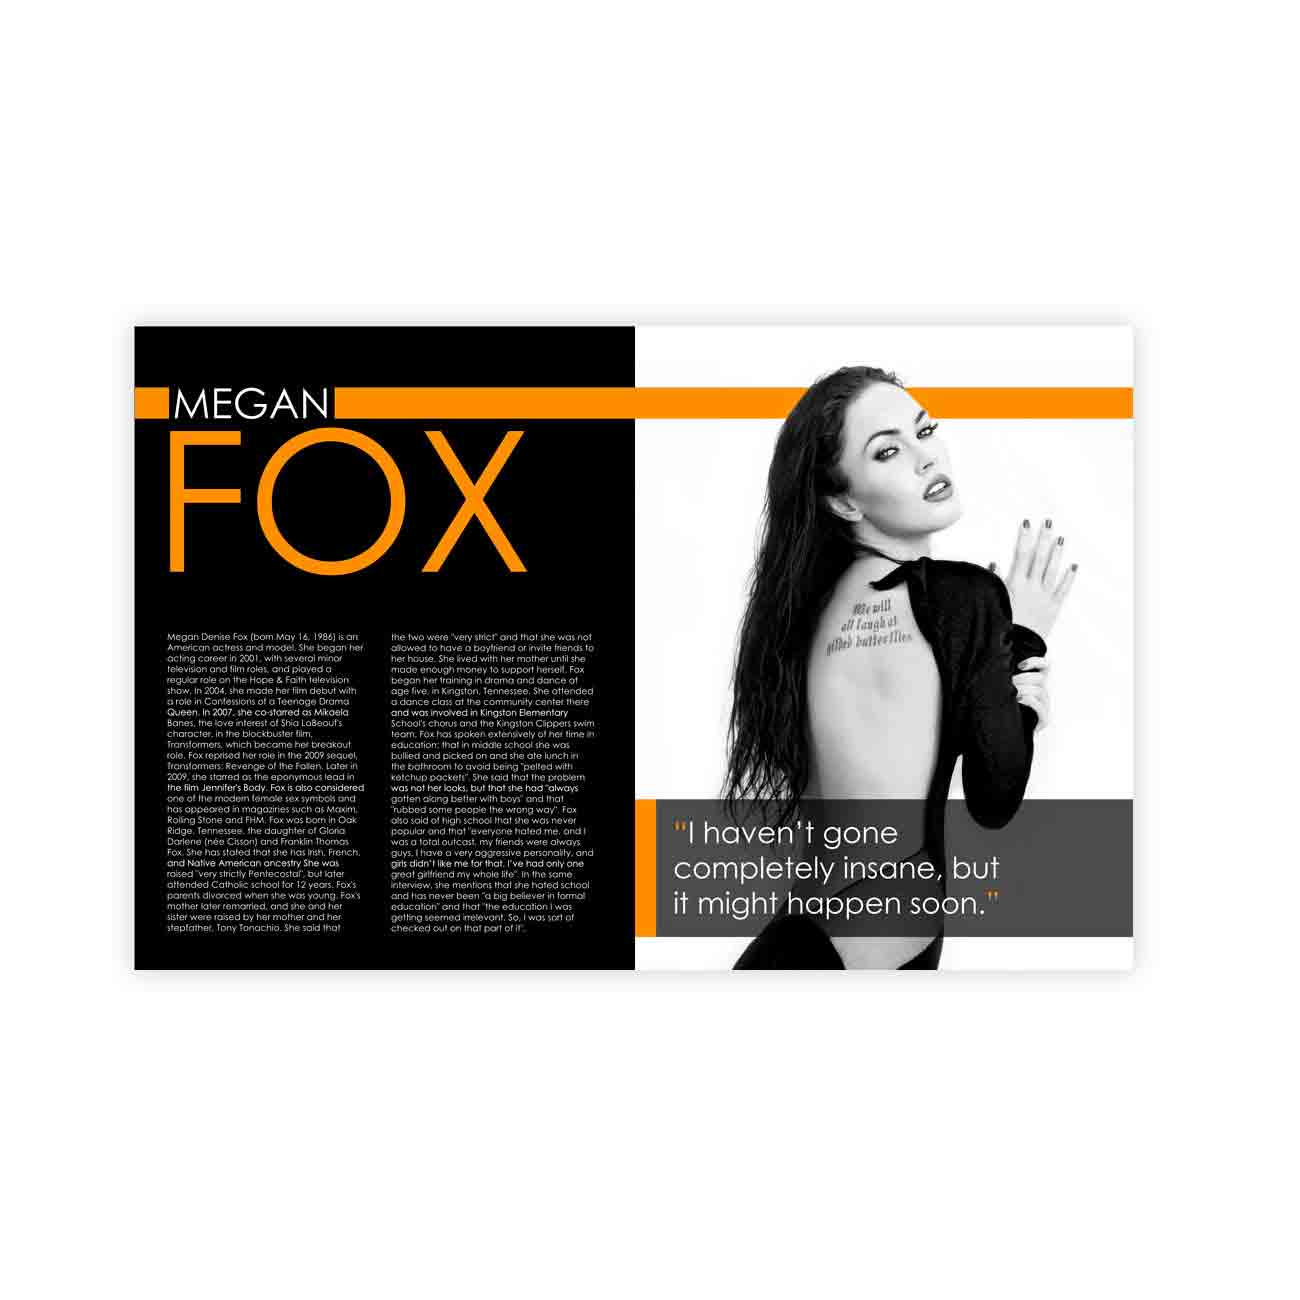 MEGAN
FOX
Megan Denise Fox (born May 16, 1986) is an
American actress and model. She began her
acting career in 2001, with several minor
television and film roles, and played a
regular role on the Hope & Faith television
show. In 2004, she made her film debut with
a role in Confessions of a Teenage Drama
Queen. In 2007, she co-starred as Mikaela
Banes, the love interest of Shia LaBeouf's
character, in the blockbuster film,
Transformers, which became her breakout
role. Fox reprised her role in the 2009 sequel,
Transformers: Revenge of the Fallen. Later in
2009, she starred as the eponymous lead in
the film Jennifer's Body. Fox is also considered
one of the modern female sex symbols and
has appeared in magazines such as Maxim,
Rolling Stone and FHM. Fox was born in Oak
Ridge, Tennessee, the daughter of Gloria
Darlene (née Cisson) and Franklin Thomas
Fox. She has stated that she has Irish, French,
and Native American ancestry She was
raised "very strictly Pentecostal", but later
attended Catholic school for 12 years. Fox's
parents divorced when she was young. Fox's
mother later remarried, and she and her
sister were raised by her mother and her
stepfather, Tony Tonachio. She said that
the two were "very strict" and that she was not
allowed to have a boyfriend or invite friends to
her house. She lived with her mother until she
made enough money to support herself. Fox
began her training in drama and dance at
age five, in Kingston, Tennessee. She attended
a dance class at the community center there
and was involved in Kingston Elementary
School's chorus and the Kingston Clippers swim
team. Fox has spoken extensively of her time in
education; that in middle school she was
bullied and picked on and she ate lunch in
the bathroom to avoid being "pelted with
ketchup packets". She said that the problem
was not her looks, but that she had "always
gotten along better with boys" and that
"rubbed some people the wrong way". Fox
also said of high school that she was never
popular and that "everyone hated me, and I
was a total outcast, my friends were always
guys, I have a very aggressive personality, and
girls didn't like me for that. I've had only one
great girlfriend my whole life". In the same
interview, she mentions that she hated school
and has never been "a big believer in formal
education" and that "the education I was
getting seemed irrelevant. So, I was sort of
checked out on that part of it".
We will
all laugh at
gilded butterflies
"I haven't gone
completely insane, but
it might happen soon."